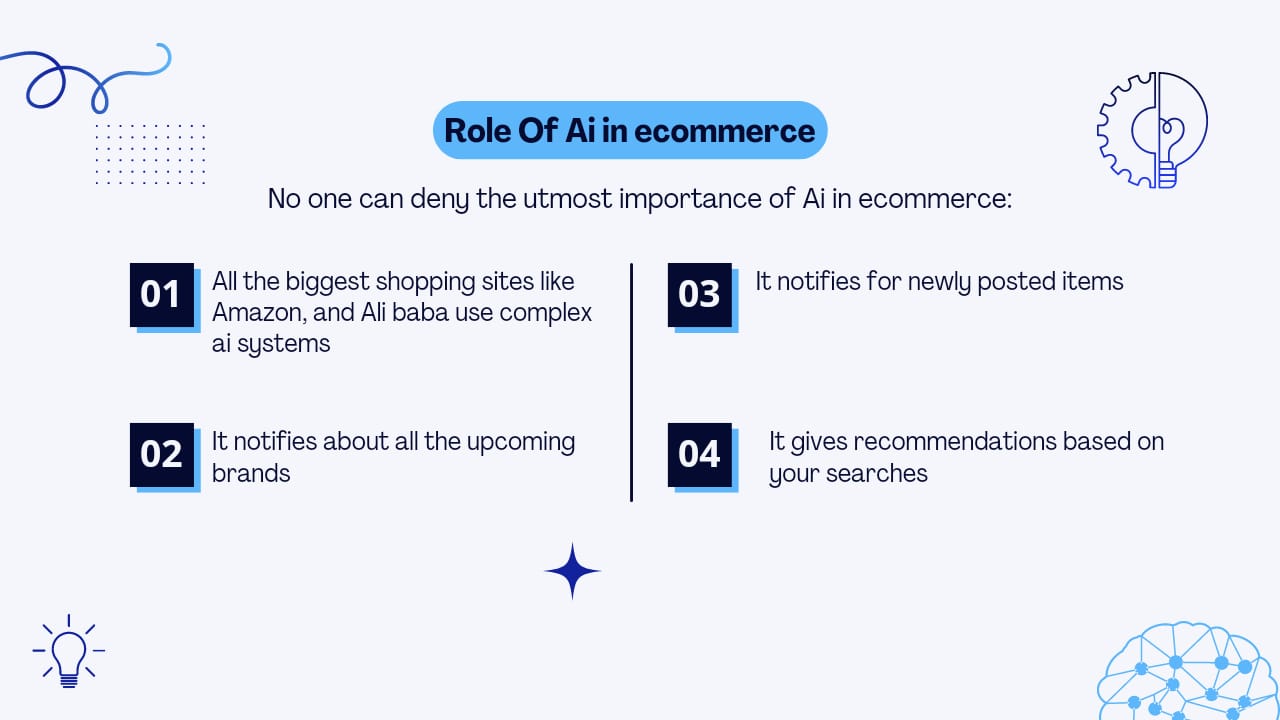 Role Of Ai in ecommerce
No one can deny the utmost importance of Ai in ecommerce:
01
All the biggest shopping sites like
Amazon, and Ali baba use complex
ai systems
02
It notifies about all the upcoming
brands
03
It notifies for newly posted items
04
It gives recommendations based on
your searches